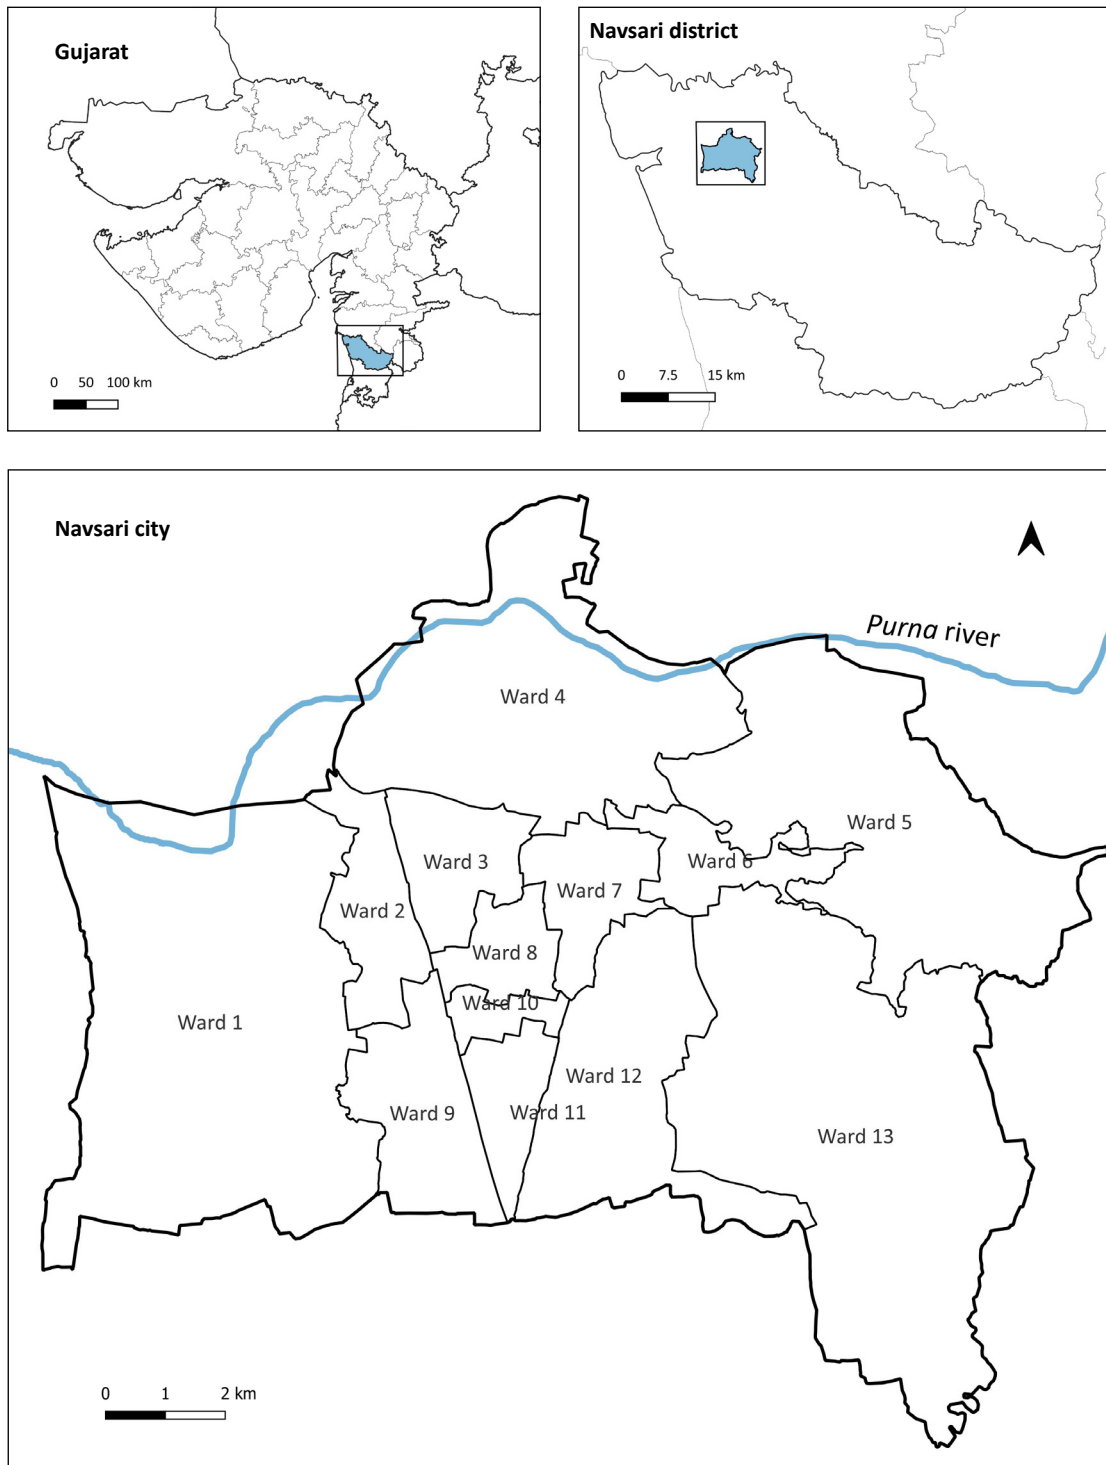 Gujarat
0 50 100 km
Navsari district
0 7.5 15 km
Navsari city
Purna river
Ward 4
Ward 5
Ward 3
Ward 6
Ward 7
Ward 2
Ward 8
Ward 10
Ward 1
Ward 12
Ward 9
Ward 11
Ward 13
0 1 2 km